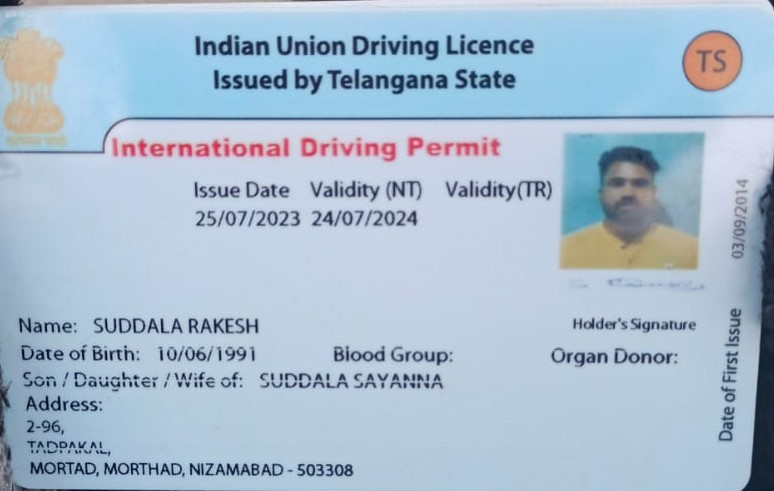 Indian Union Driving Licence
Issued by Telangana State
TS
International Driving Permit
Issue Date Validity (NT) Validity(TR)
25/07/2023 24/07/2024
Name: SUDDALA RAKESH
Holder's Signature
Date of Birth: 10/06/1991 Blood Group: Organ Donor:
Son / Daughter / Wife of: SUDDALA SAYANNA
Address:
2-96,
TADPAKAL,
MORTAD, MORTHAD, NIZAMABAD - 503308
Date of First Issue 03/09/2014